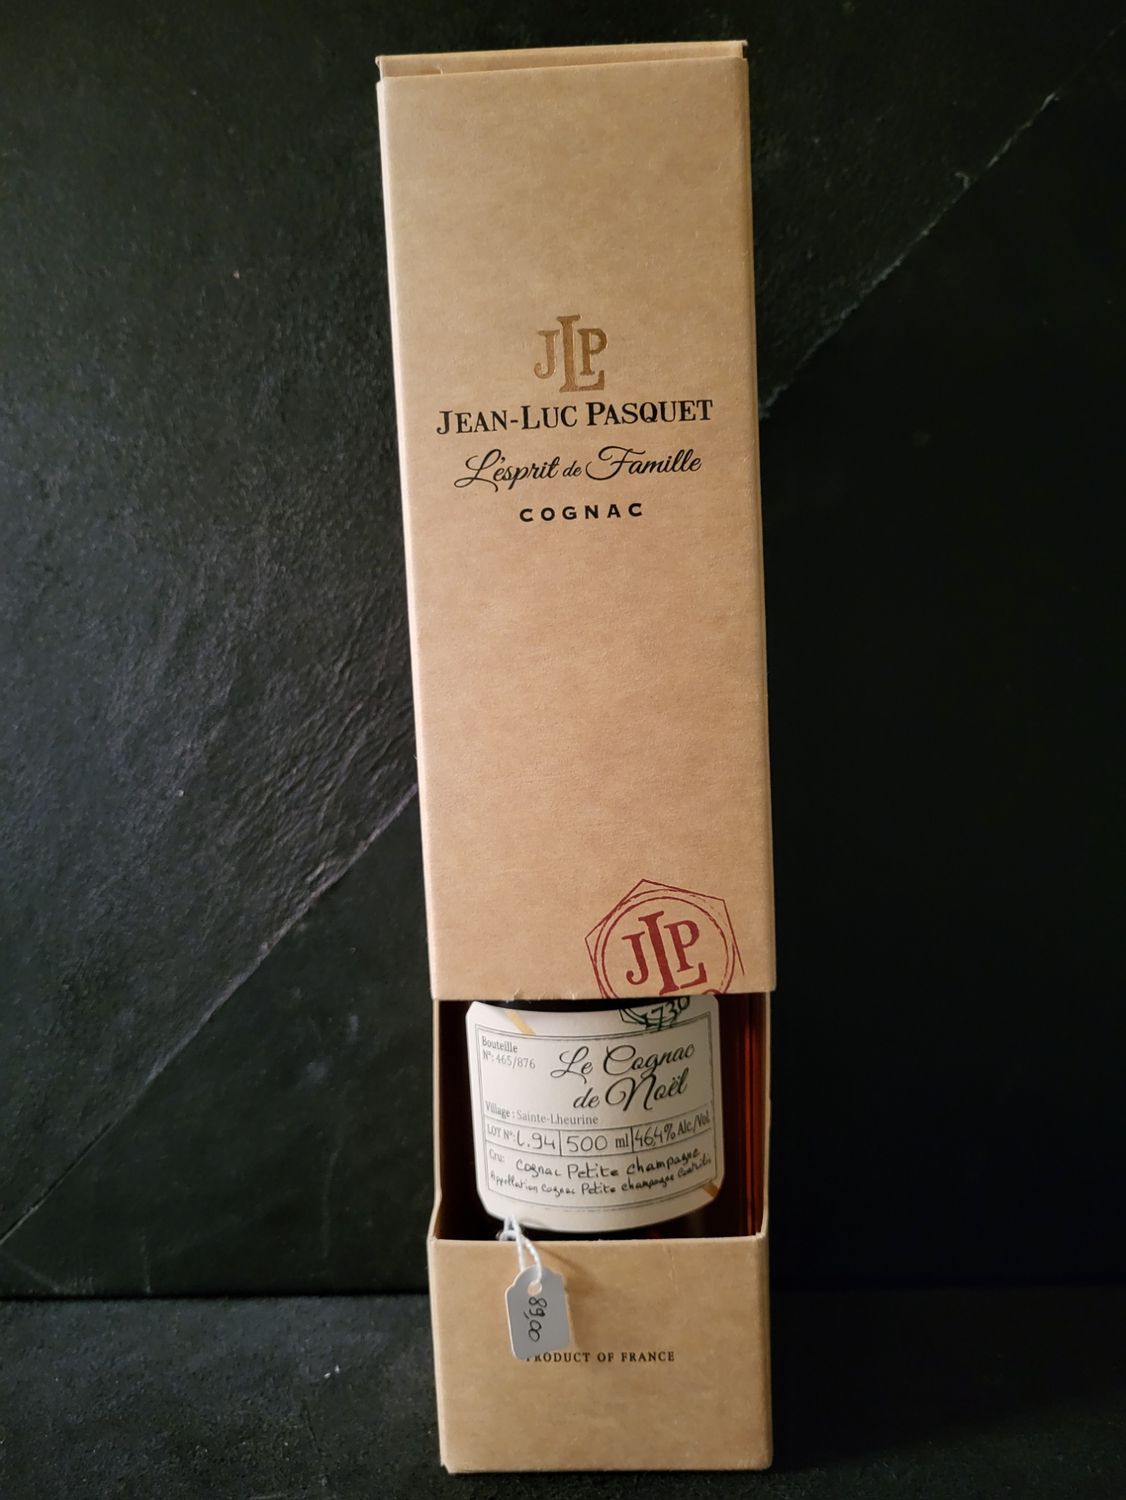 JLP
JEAN-LUC PASQUET
L'esprit de Famille
COGNAC
JLP
1730
Bouteille
N°: 465/876
Le Cognac
de Noël
Village : Sainte-Lheurine
LOT N°: L.94 500 ml 46,4% Alc./Vol.
Cru: Cognac Petite Champagne
Appellation Cognac Petite Champagne Contrôlée
89,00
PRODUCT OF FRANCE